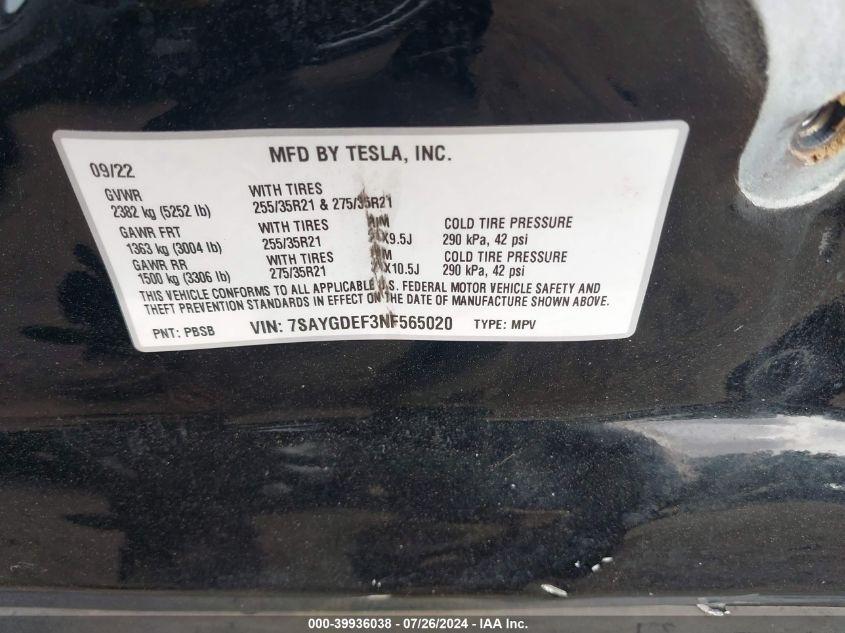 MFD BY TESLA, INC.
09/22
GVWR WITH TIRES
2382 kg (5252 lb) 255/35R21 & 275/35R21
GAWR FRT WITH TIRES COLD TIRE PRESSURE
1363 kg (3004 lb) 255/35R21 290 kPa, 42 psi
GAWR RR WITH TIRES COLD TIRE PRESSURE
1500 kg (3306 lb) 275/35R21 290 kPa, 42 psi
THIS VEHICLE CONFORMS TO ALL APPLICABLE U.S. FEDERAL MOTOR VEHICLE SAFETY AND
THEFT PREVENTION STANDARDS IN EFFECT ON THE DATE OF MANUFACTURE SHOWN ABOVE.
PNT: PBSB VIN: 7SAYGDEF3NF565020 TYPE: MPV
000-39936038 - 07/26/2024 - IAA Inc.